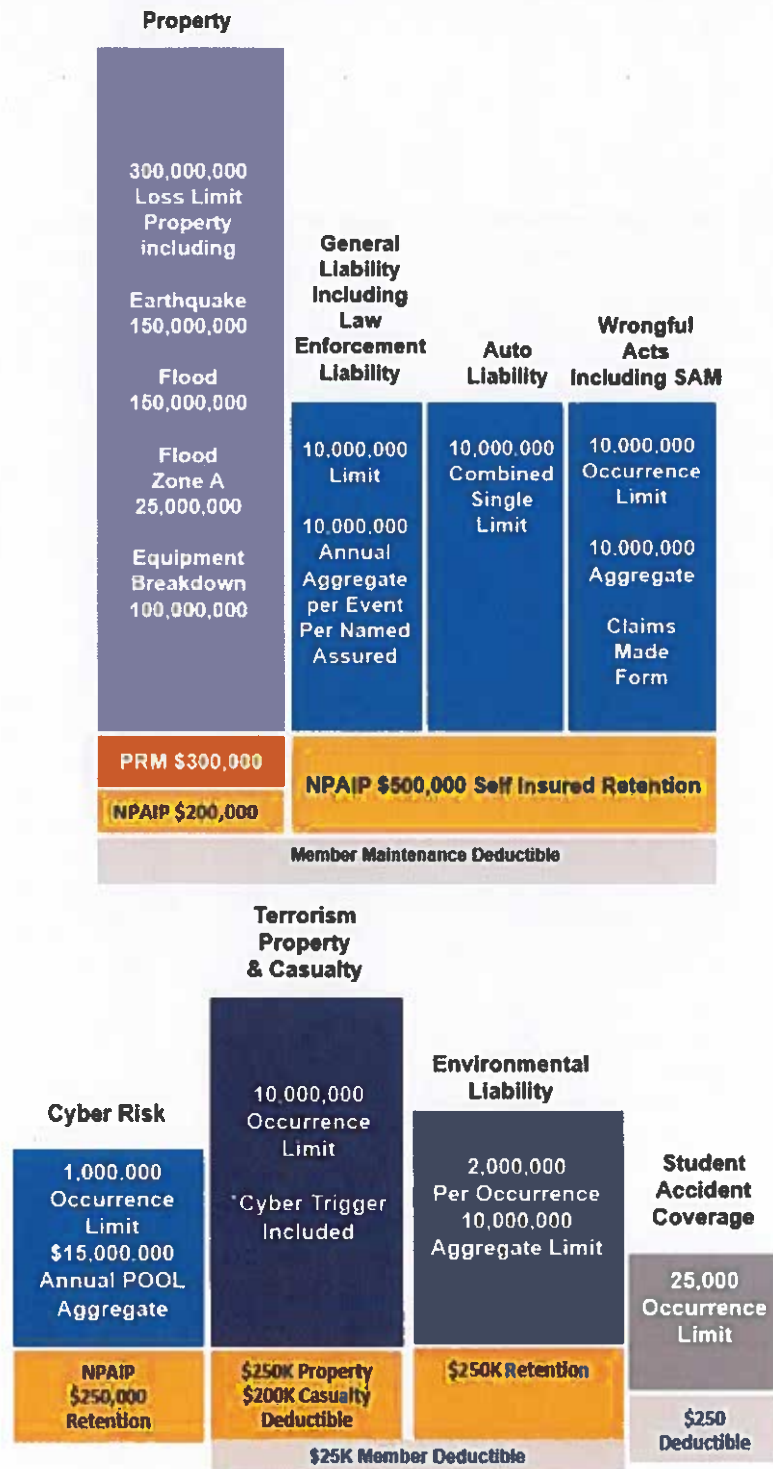 Property
300,000,000
Loss Limit
Property
including
Earthquake
150,000,000
Flood
150,000,000
Flood
Zone A
25,000,000
Equipment
Breakdown
100,000,000
General
Liability
Including
Law
Enforcement
Liability
10,000,000
Limit
10,000,000
Annual
Aggregate
per Event
Per Named
Assured
Auto
Liability
10,000.000
Combined
Single
Limit
Wrongful
Acts
Including SAM
10.000,000
Occurrence
Limit
10.000,000
Aggregate
Claims
Made
Form
PRM $300,000
NPAIP $200,000
NPAIP $500,000 Self Insured Retention
Member Maintenance Deductible
Cyber Risk
1,000.000
Occurrence
Limit
$15,000.000
Annual POOL
Aggregate
NPAIP
$250,000
Retention
Terrorism
Property
& Casualty
10,000,000
Occurrence
Limit
*Cyber Trigger
Included
$250K Property
$200K Casualty
Deductible
Environmental
Liability
2,000,000
Per Occurrence
10,000,000
Aggregate Limit
$250K Retention
$25K Member Deductible
Student
Accident
Coverage
25,000
Occurrence
Limit
$250
Deductible